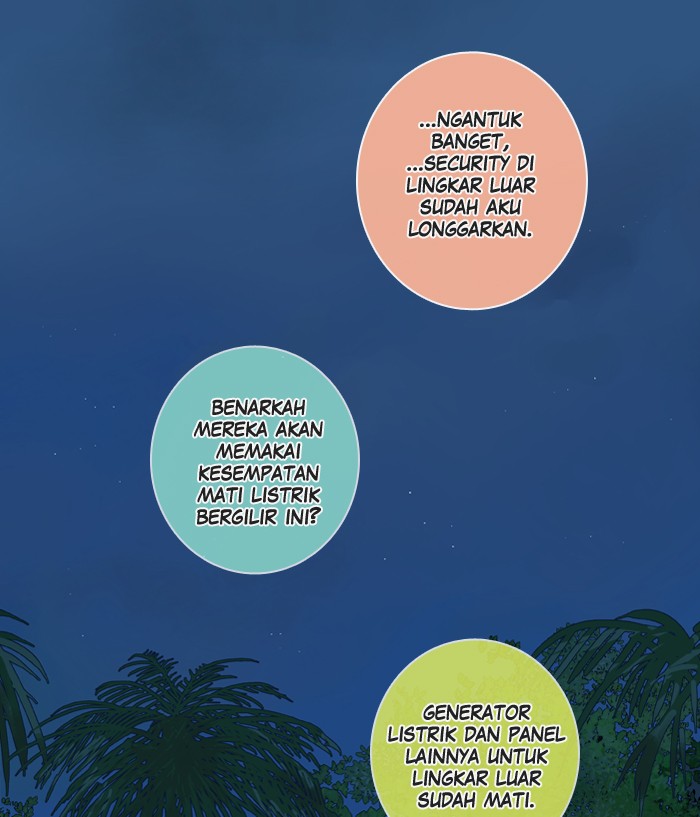 ...NGANTUK
BANGET,
...SECURITY DI
LINGKAR LUAR
SUDAH AKU
LONGGARKAN.
BENARKAH
MEREKA AKAN
MEMAKAI
KESEMPATAN
MATI LISTRIK
BERGILIR INI?
GENERATOR
LISTRIK DAN PANEL
LAINNYA UNTUK
LINGKAR LUAR
SUDAH MATI.